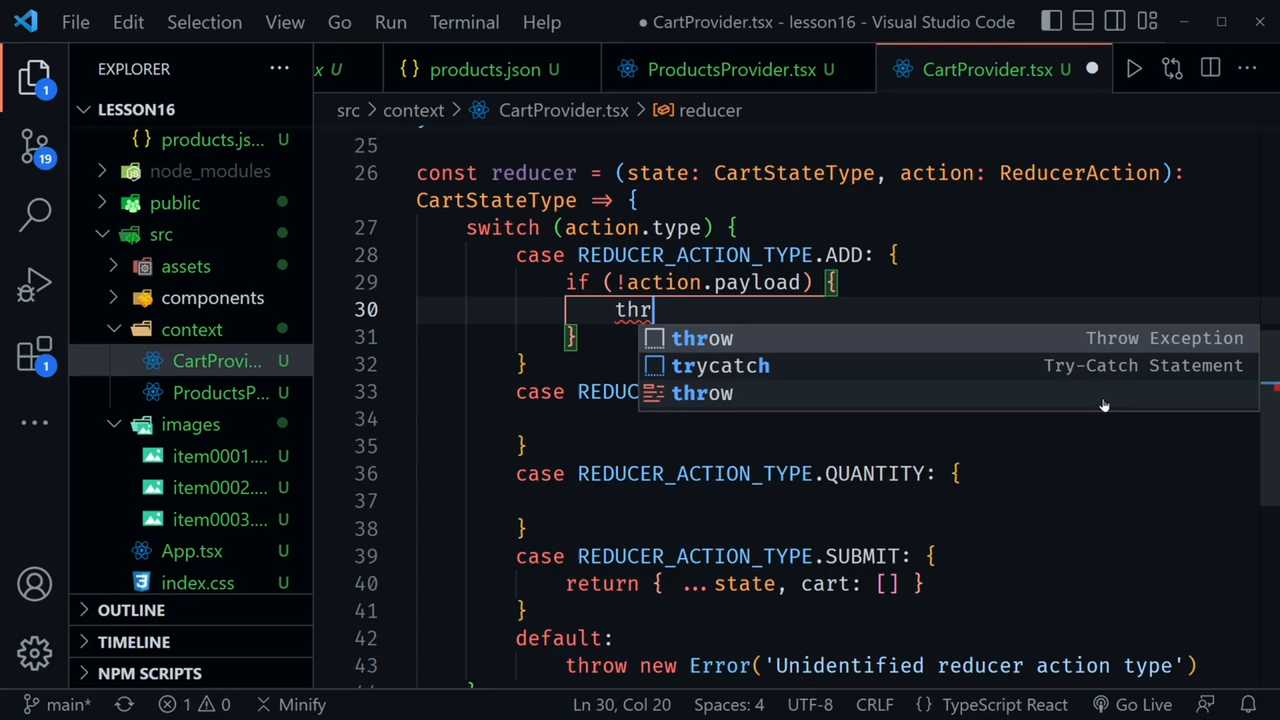 File Edit Selection View Go Run Terminal Help
● CartProvider.tsx - lesson16 - Visual Studio Code
EXPLORER ...
x U
{} products.json U
ProductsProvider.tsx U
CartProvider.tsx U
1
LESSON16
src > context > CartProvider.tsx > reducer
{} products.js... U
node_modules
public
src
assets
components
context
CartProvi... U
ProductsP... U
images
item0001.... U
item0002.... U
item0003.... U
App.tsx U
index.css U
OUTLINE
TIMELINE
NPM SCRIPTS
19
1
25
26 const reducer = (state: CartStateType, action: ReducerAction):
CartStateType ⇒ {
27 switch (action.type) {
28 case REDUCER_ACTION_TYPE.ADD: {
29 if (!action.payload) {
30 thr
31 }
32 }
33 case REDUC
34
35 }
36 case REDUCER_ACTION_TYPE.QUANTITY: {
37
38 }
39 case REDUCER_ACTION_TYPE.SUBMIT: {
40 return { ...state, cart: [] }
41 }
42 default:
43 throw new Error('Unidentified reducer action type')
throw Throw Exception
trycatch Try-Catch Statement
throw
main* 1 0 Minify Ln 30, Col 20 Spaces: 4 UTF-8 CRLF {} TypeScript React Go Live